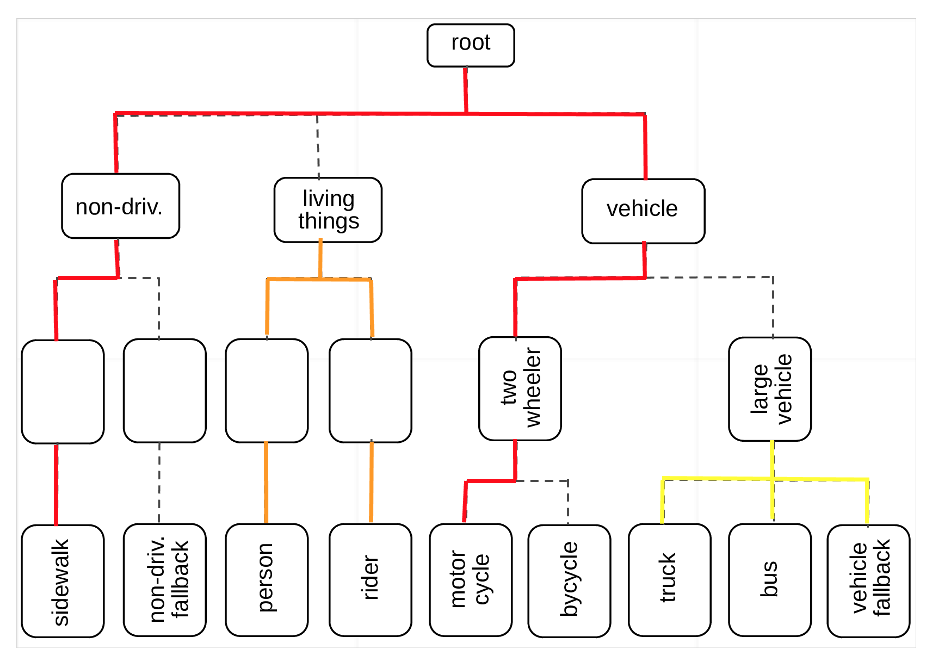 root
non-driv.
living
things
vehicle
two
wheeler
large
vehicle
sidewalk
non-driv.
fallback
person
rider
motor
cycle
bycycle
truck
bus
vehicle
fallback